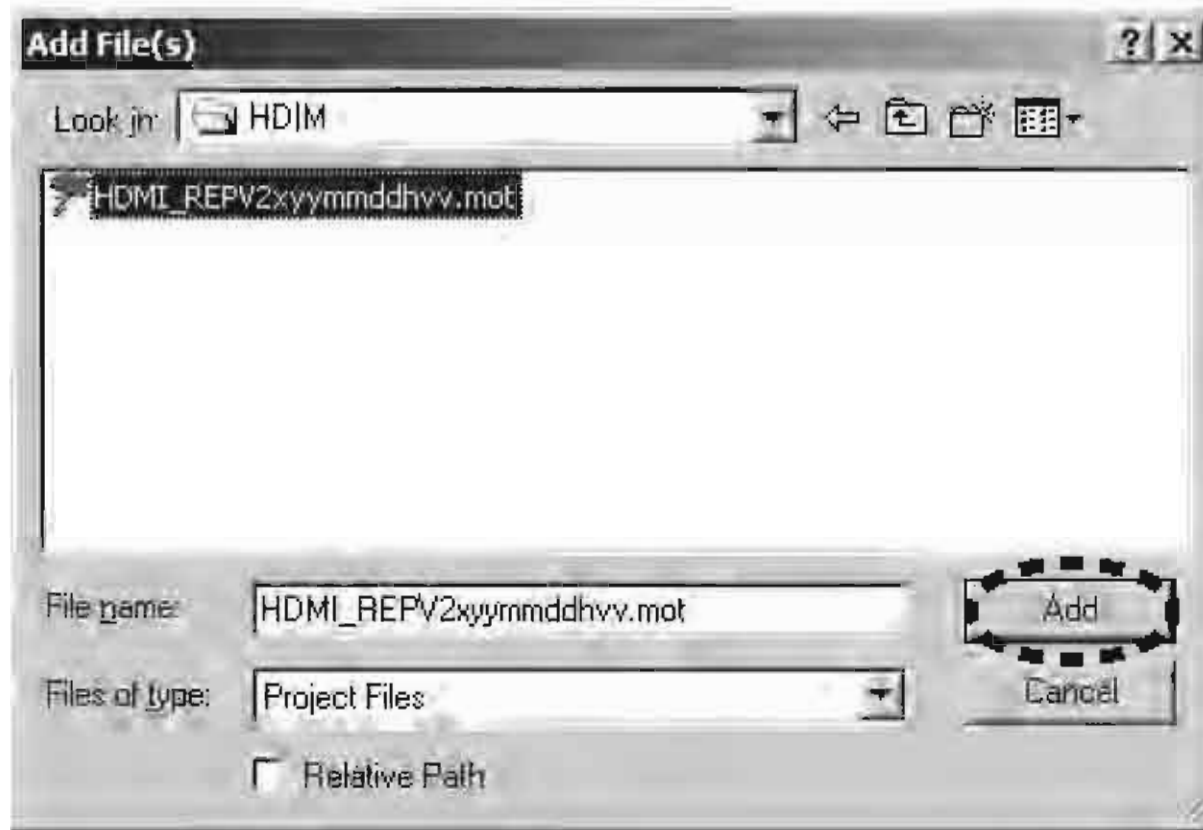 Add File(s)
Look in: HDIM
HDMI_REPV2xyymmddhvv.mot
File name: HDMI_REPV2xyymmddhvv.mot Add
Files of type: Project Files Cancel
Relative Path